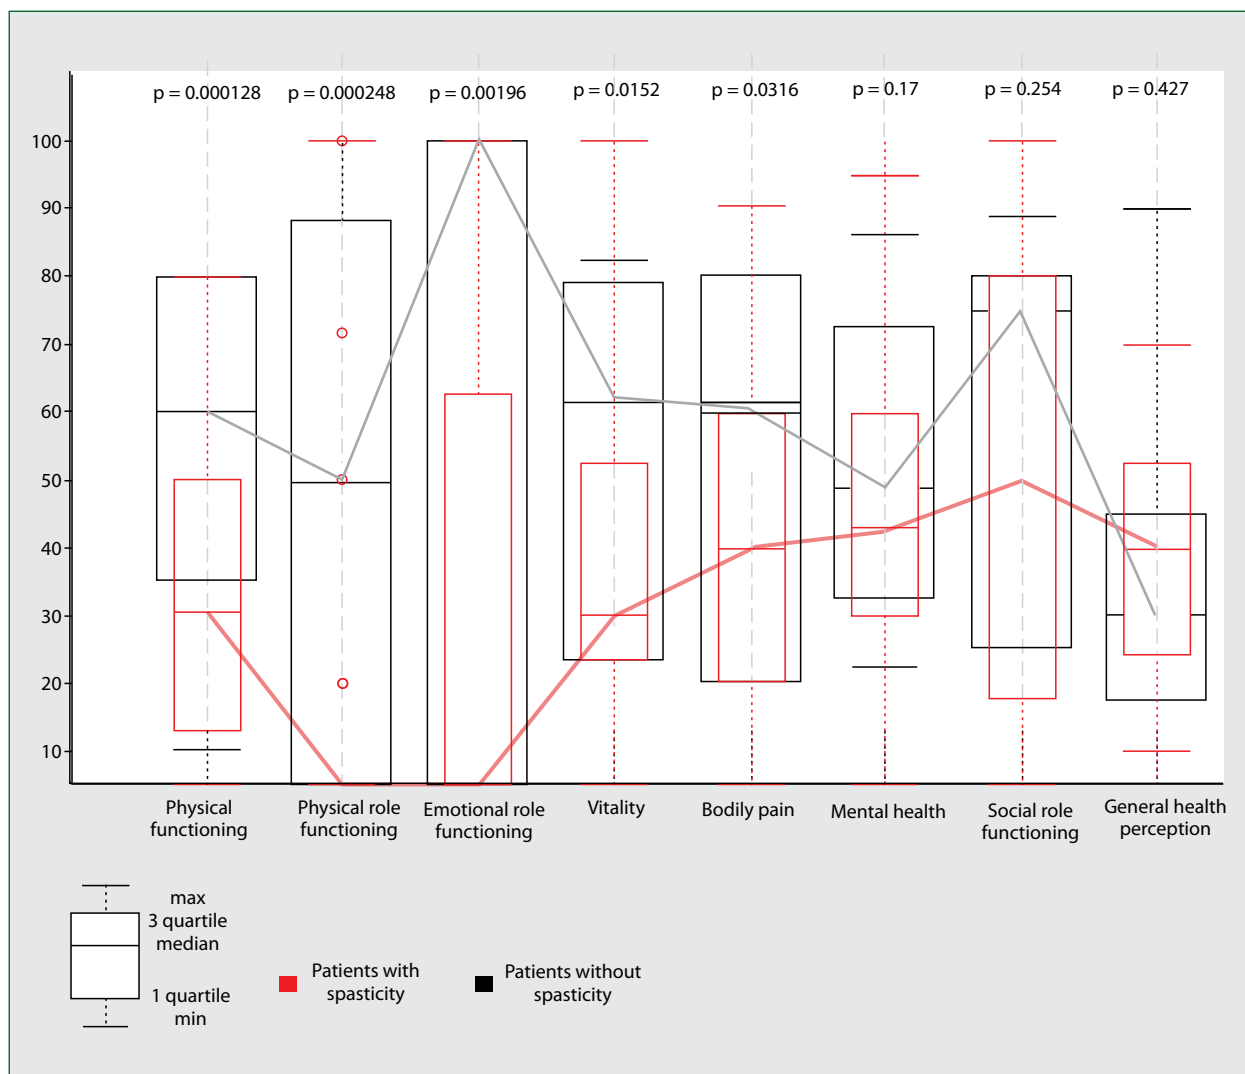 p = 0.000128 p = 0.000248 p = 0.00196 p = 0.0152 p = 0.0316 p = 0.17 p = 0.254 p = 0.427
100
90
80
70
60
50
40
30
20
10
Physical
functioning
Physical role
functioning
Emotional role
functioning
Vitality
Bodily pain
Mental health
Social role
functioning
General health
perception
max
3 quartile
median
1 quartile
min
Patients with
spasticity
Patients without
spasticity